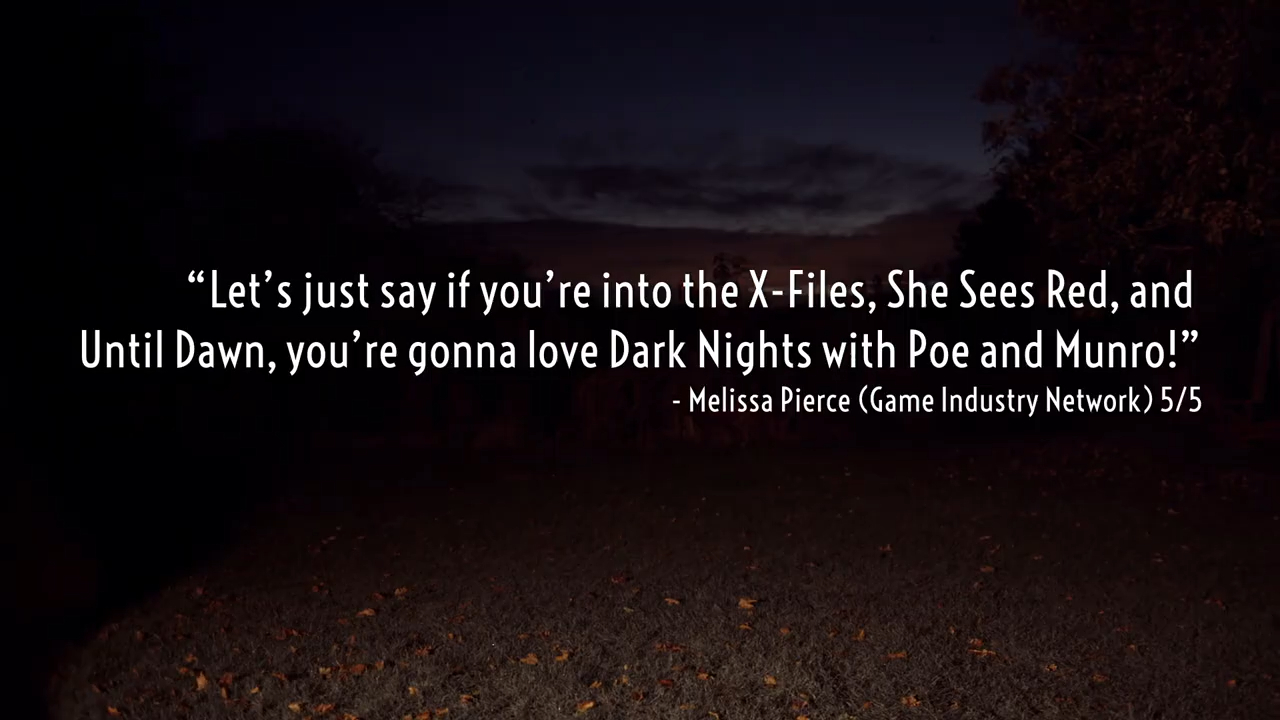 “Let’s just say if you’re into the X-Files, She Sees Red, and
Until Dawn, you’re gonna love Dark Nights with Poe and Munro!”
- Melissa Pierce (Game Industry Network) 5/5